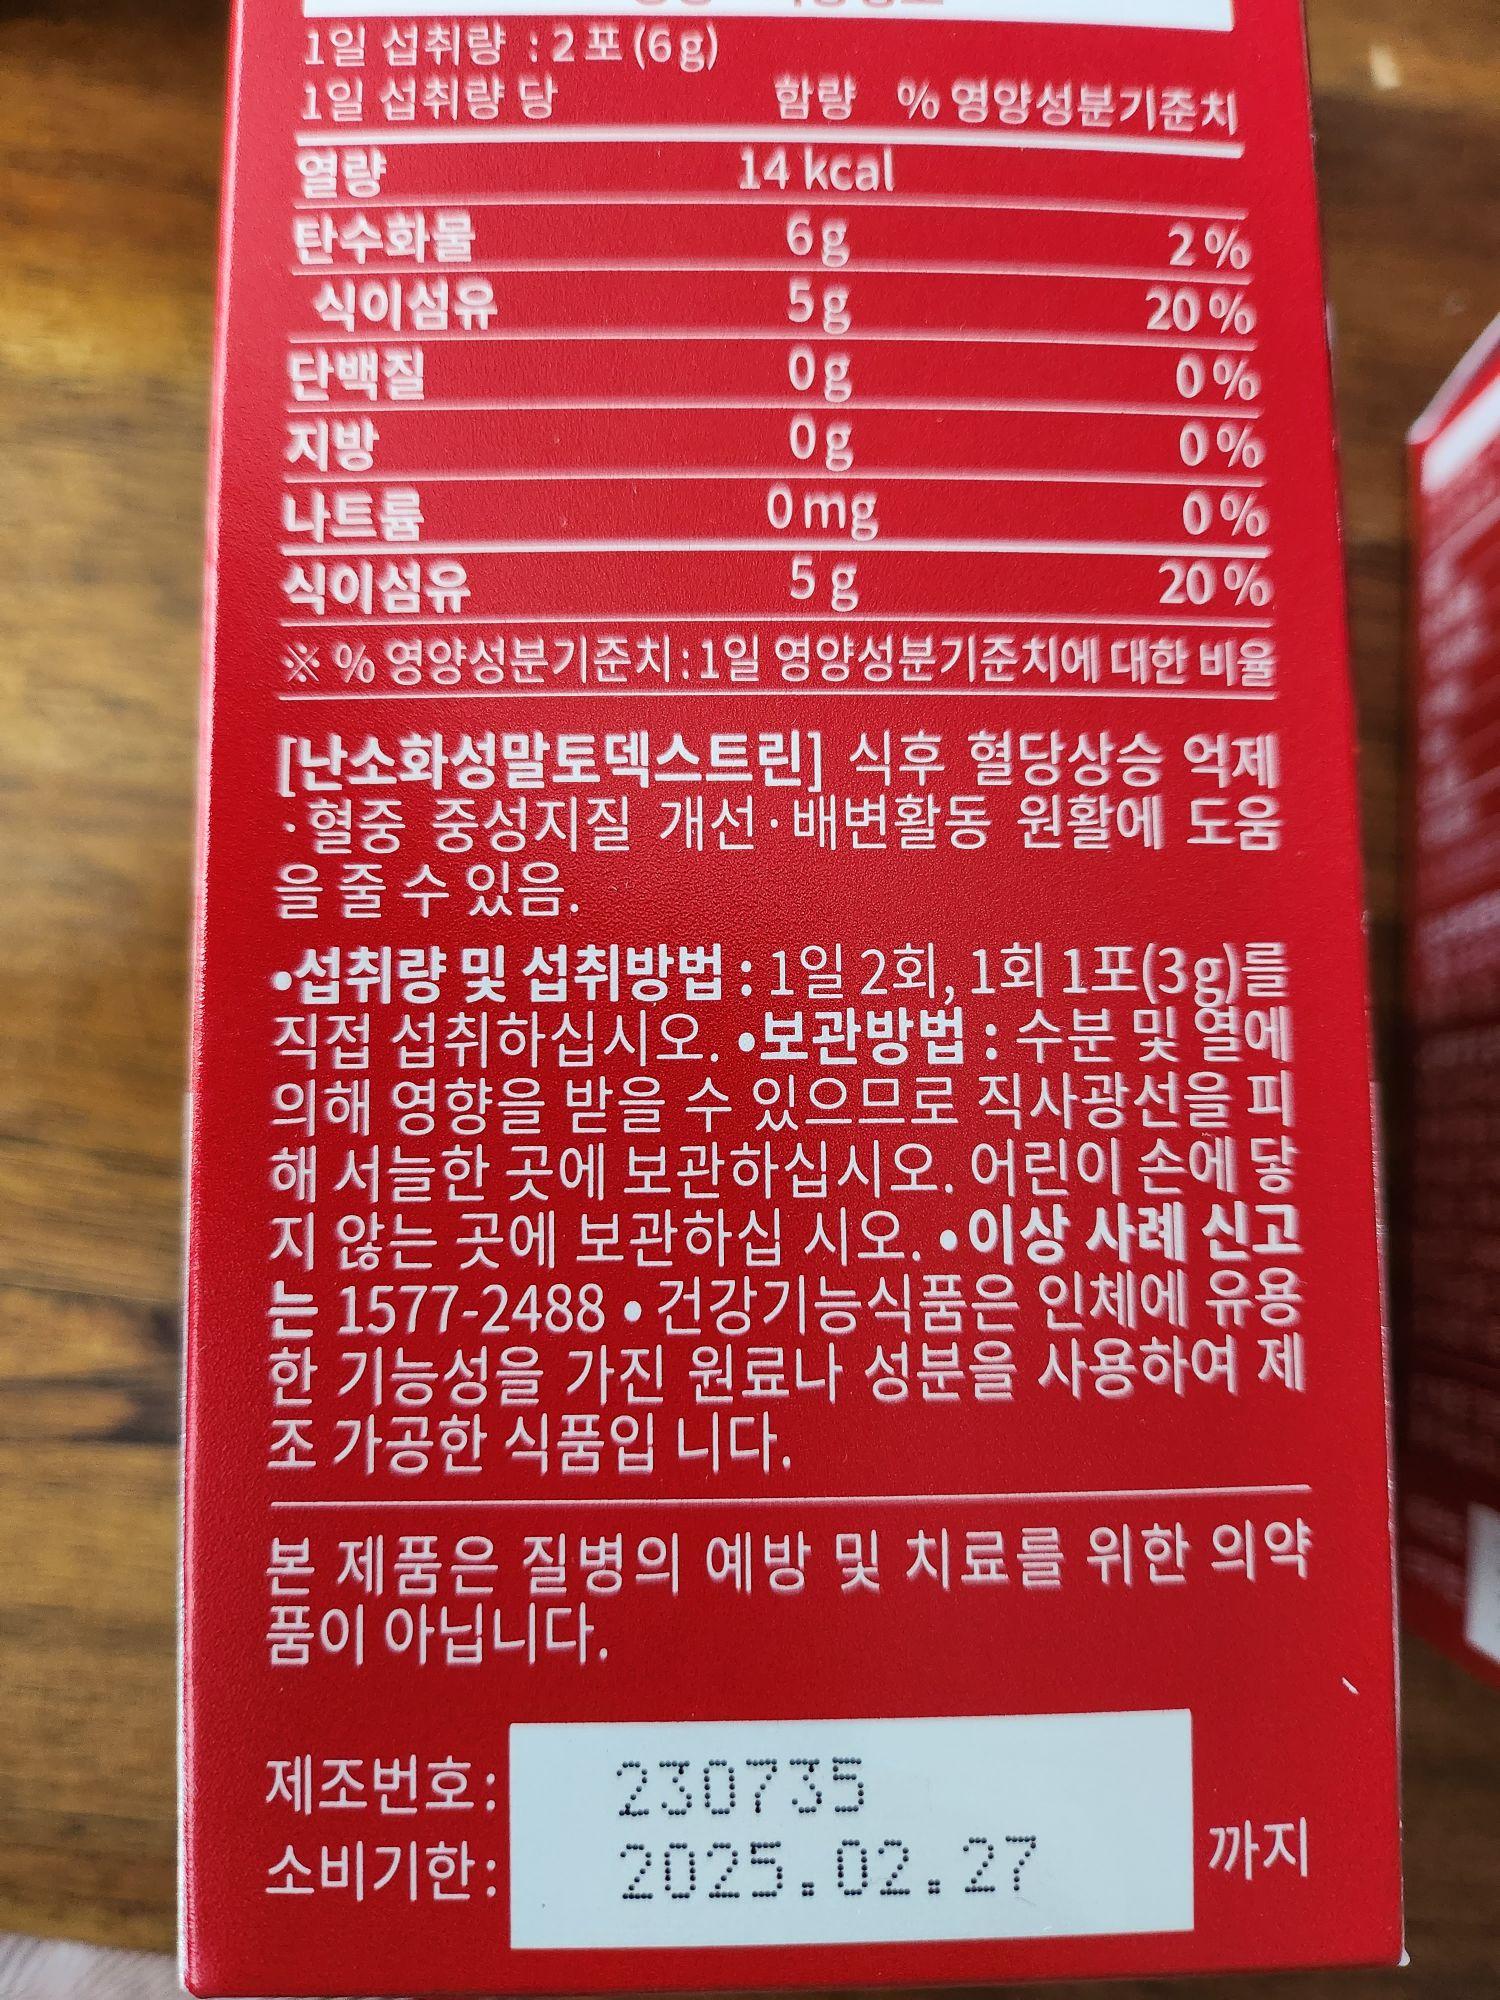 1일 섭취량 : 2 포 (6 g)
1일 섭취량 당 함량 % 영양성분기준치
열량 14 kcal
탄수화물 6 g 2 %
식이섬유 5 g 20 %
단백질 0 g 0 %
지방 0 g 0 %
나트륨 0 mg 0 %
식이섬유 5 g 20 %
※ % 영양성분기준치 : 1일 영양성분기준치에 대한 비율
[난소화성말토덱스트린] 식후 혈당상승 억제
·혈중 중성지질 개선·배변활동 원활에 도움
을 줄 수 있음.
•섭취량 및 섭취방법 : 1일 2회, 1회 1포(3 g)를
직접 섭취하십시오. •보관방법 : 수분 및 열에
의해 영향을 받을 수 있으므로 직사광선을 피
해 서늘한 곳에 보관하십시오. 어린이 손에 닿
지 않는 곳에 보관하십 시오. •이상 사례 신고
는 1577-2488 • 건강기능식품은 인체에 유용
한 기능성을 가진 원료나 성분을 사용하여 제
조 가공한 식품입 니다.
본 제품은 질병의 예방 및 치료를 위한 의약
품이 아닙니다.
제조번호 : 230735
소비기한 : 2025.02.27 까지